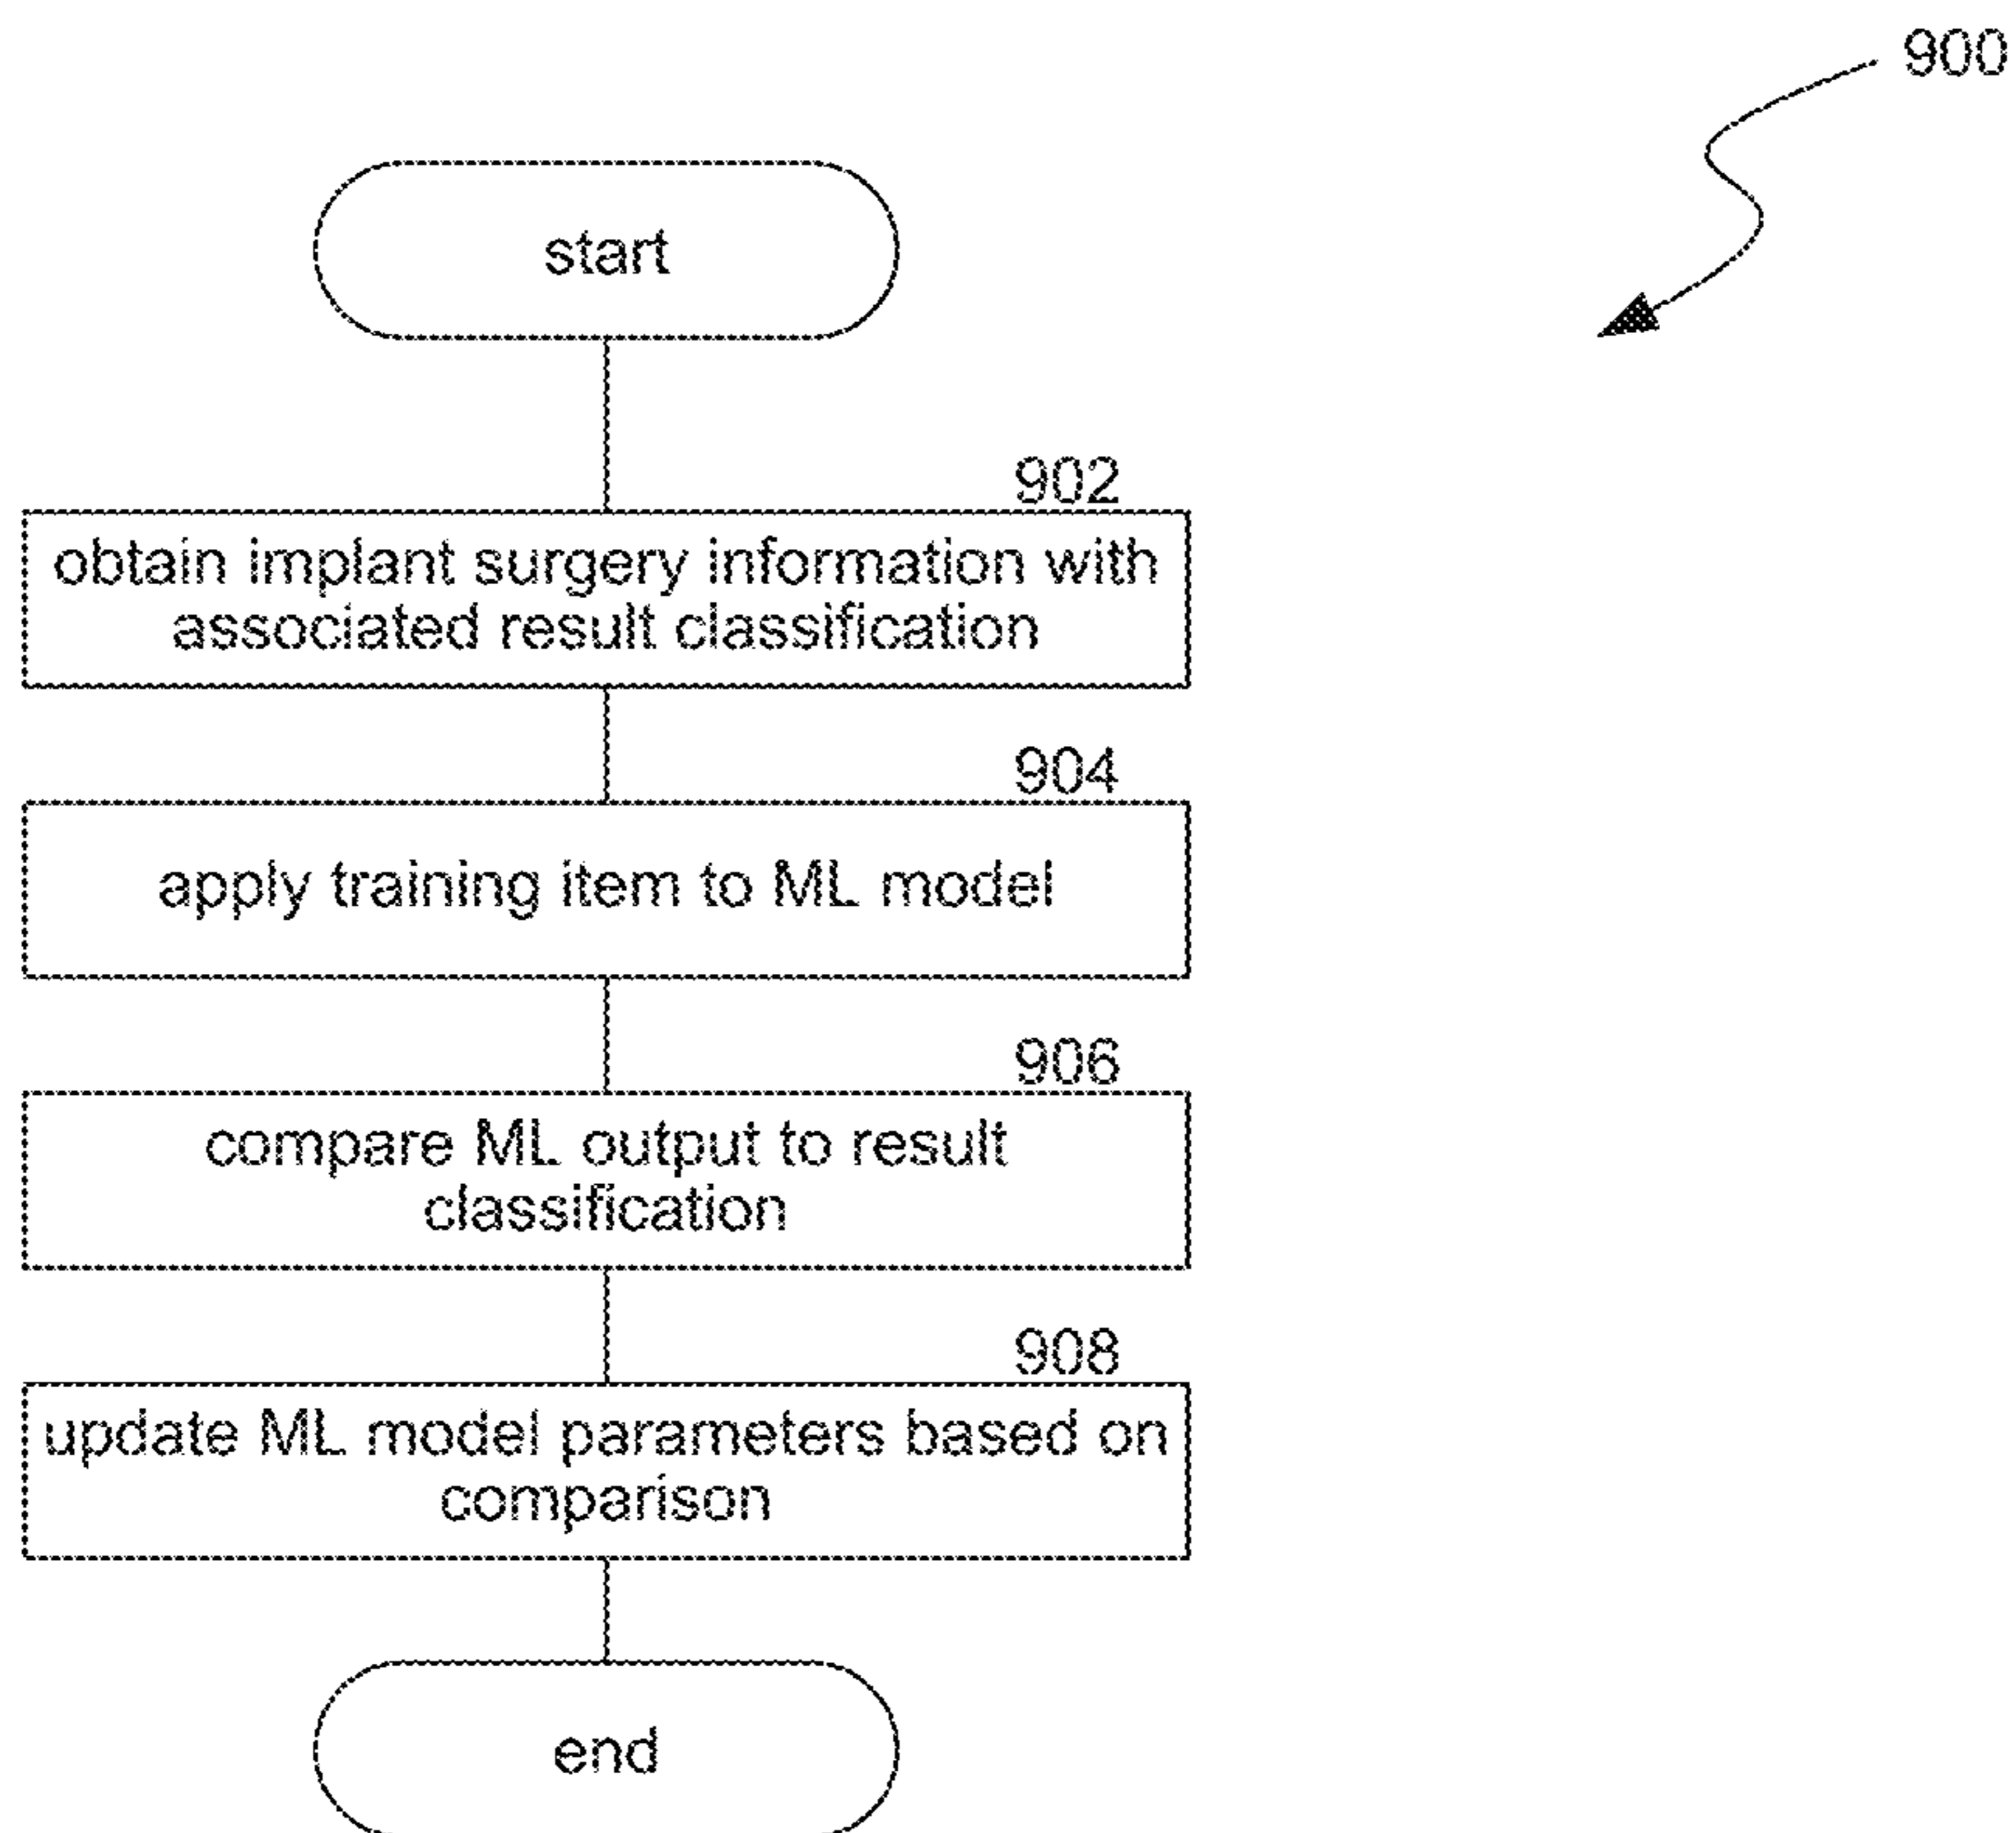 900
start
902
obtain implant surgery information with
associated result classification
904
apply training item to ML model
906
compare ML output to result
classification
908
update ML model parameters based on
comparison
end